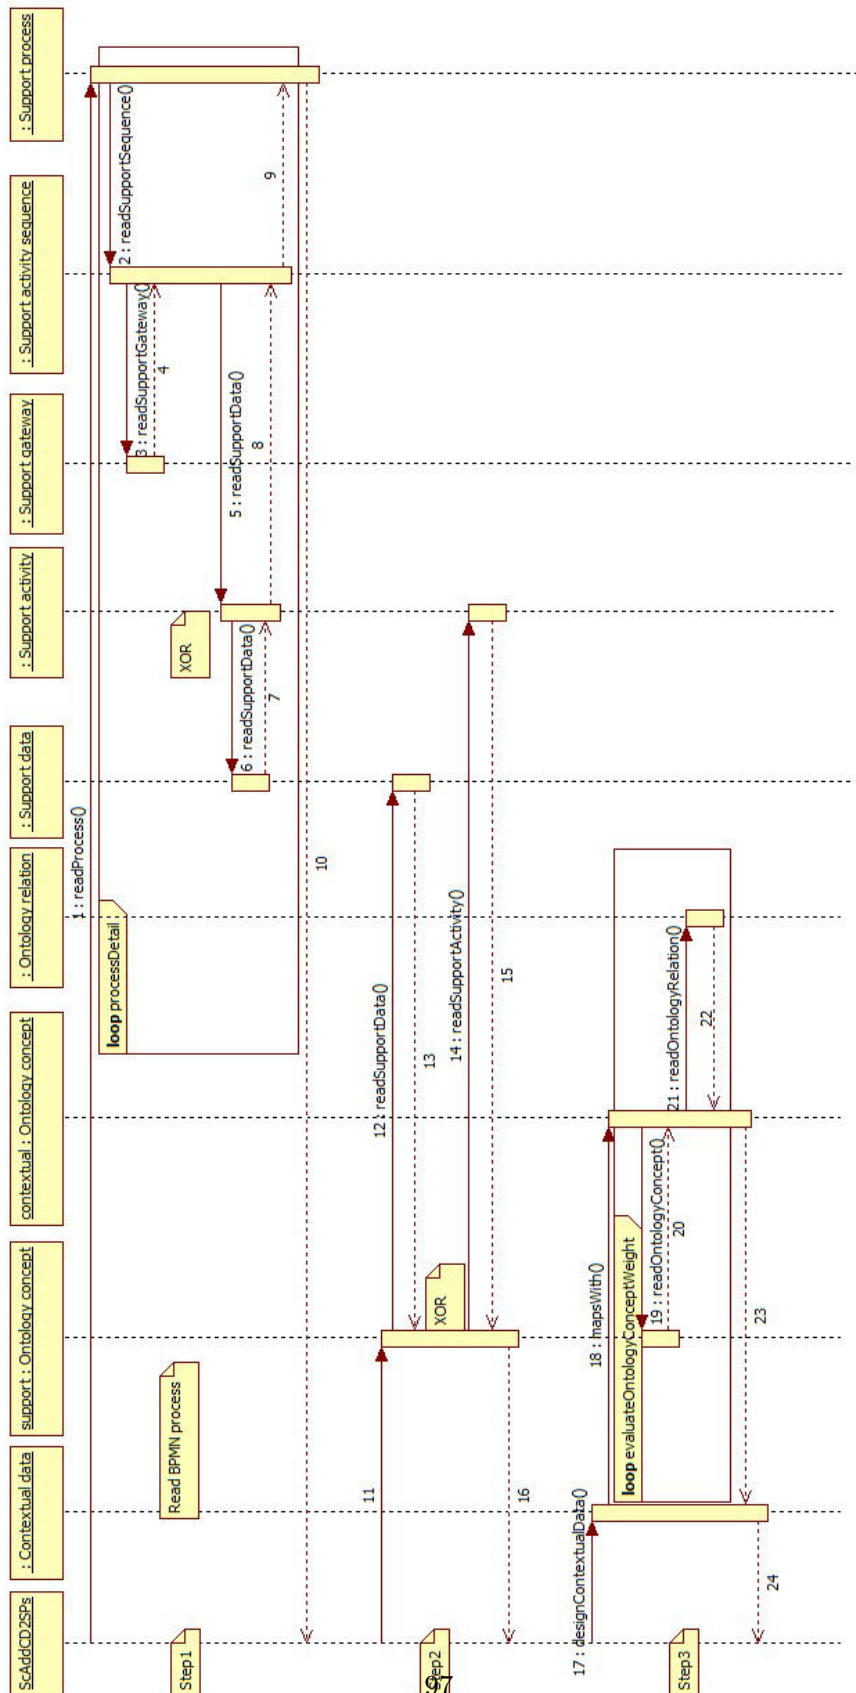 ScAddCD2SPs
: Contextual data
support : Ontology concept
contextual : Ontology concept
: Ontology relation
: Support data
: Support activity
: Support gateway
: Support activity sequence
: Support process
1 : readProcess()
loop processDetail
2 : readSupportSequence()
3 : readSupportGateway()
4
Step1
Read BPMN process
XOR
5 : readSupportData()
6 : readSupportData()
7
8
9
10
11
12 : readSupportData()
13
Step2
XOR
14 : readSupportActivity()
15
16
17 : designContextualData()
18 : mapsWith()
loop evaluateOntologyConceptWeight
19 : readOntologyConcept()
20
Step3
21 : readOntologyRelation()
22
23
24
97